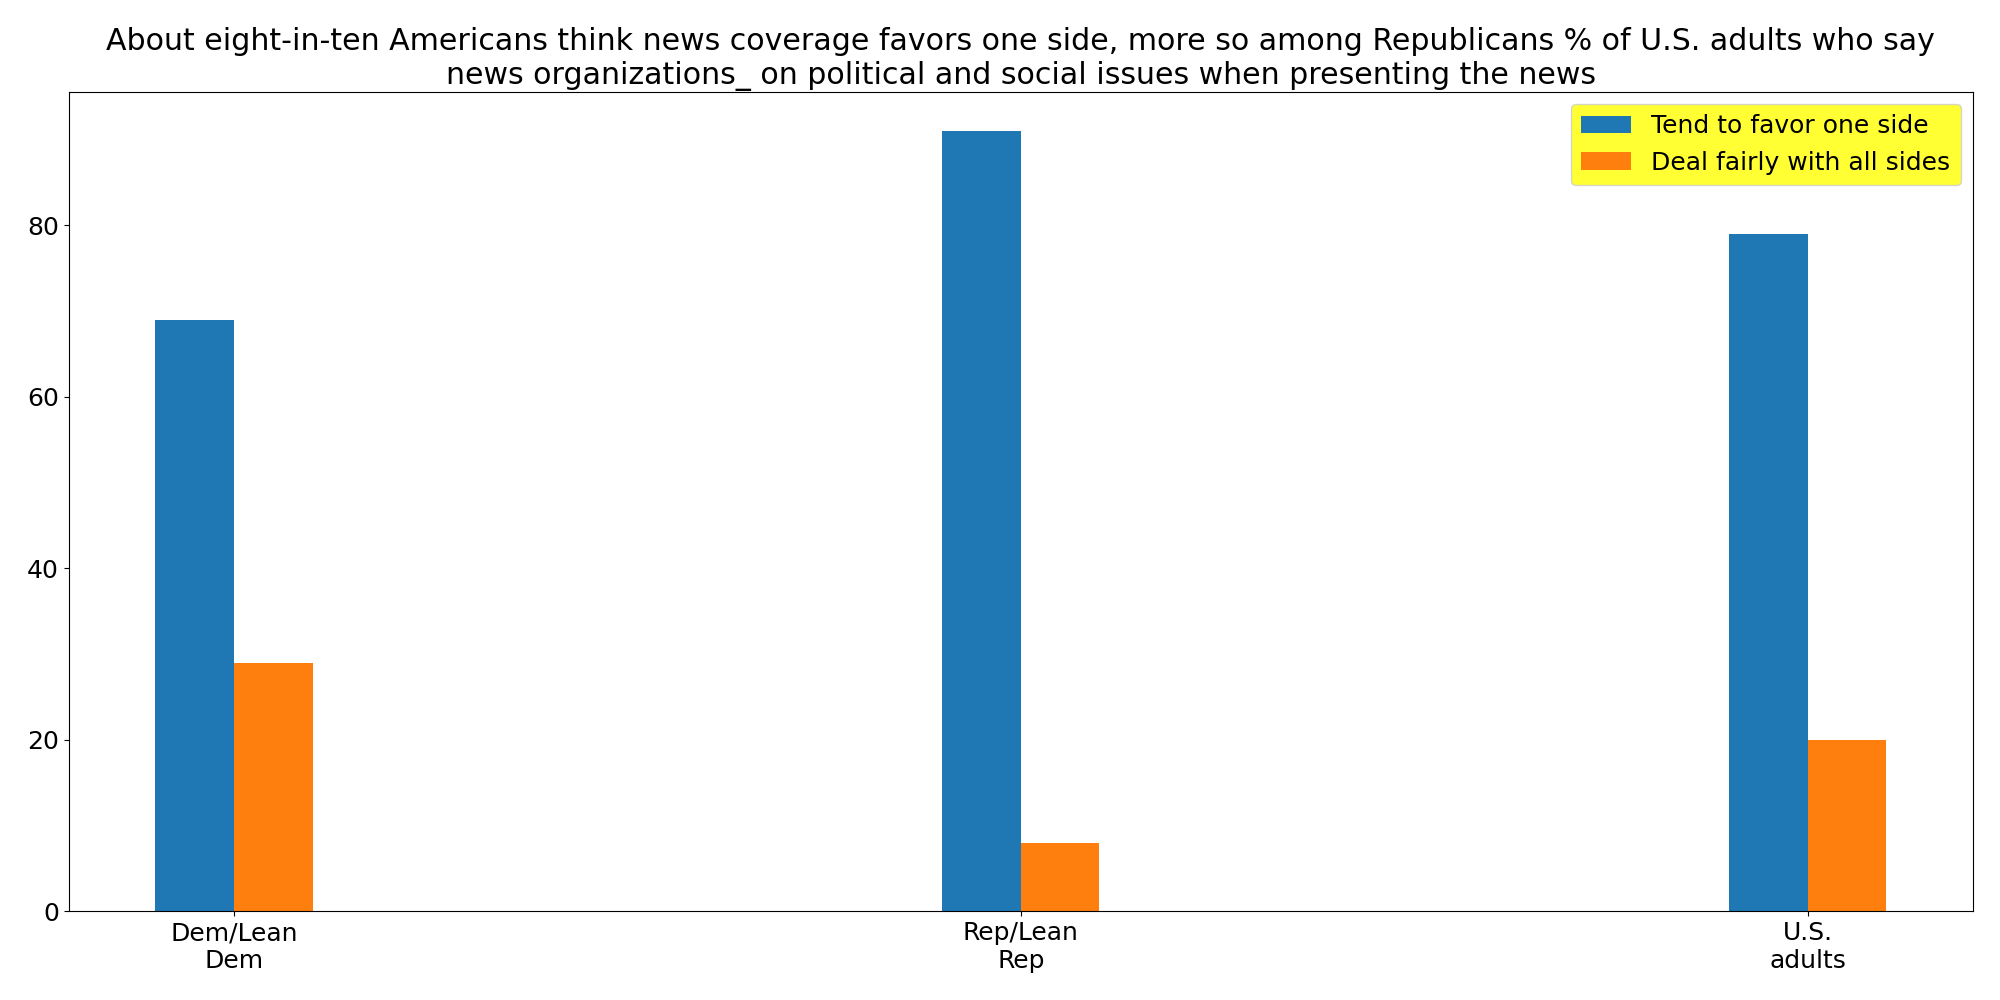 About eight-in-ten Americans think news coverage favors one side, more so among Republicans % of U.S. adults who say
news organizations_ on political and social issues when presenting the news
Tend to favor one side
Deal fairly with all sides
80
60
40
20
0
Dem/Lean
Dem
Rep/Lean
Rep
U.S.
adults